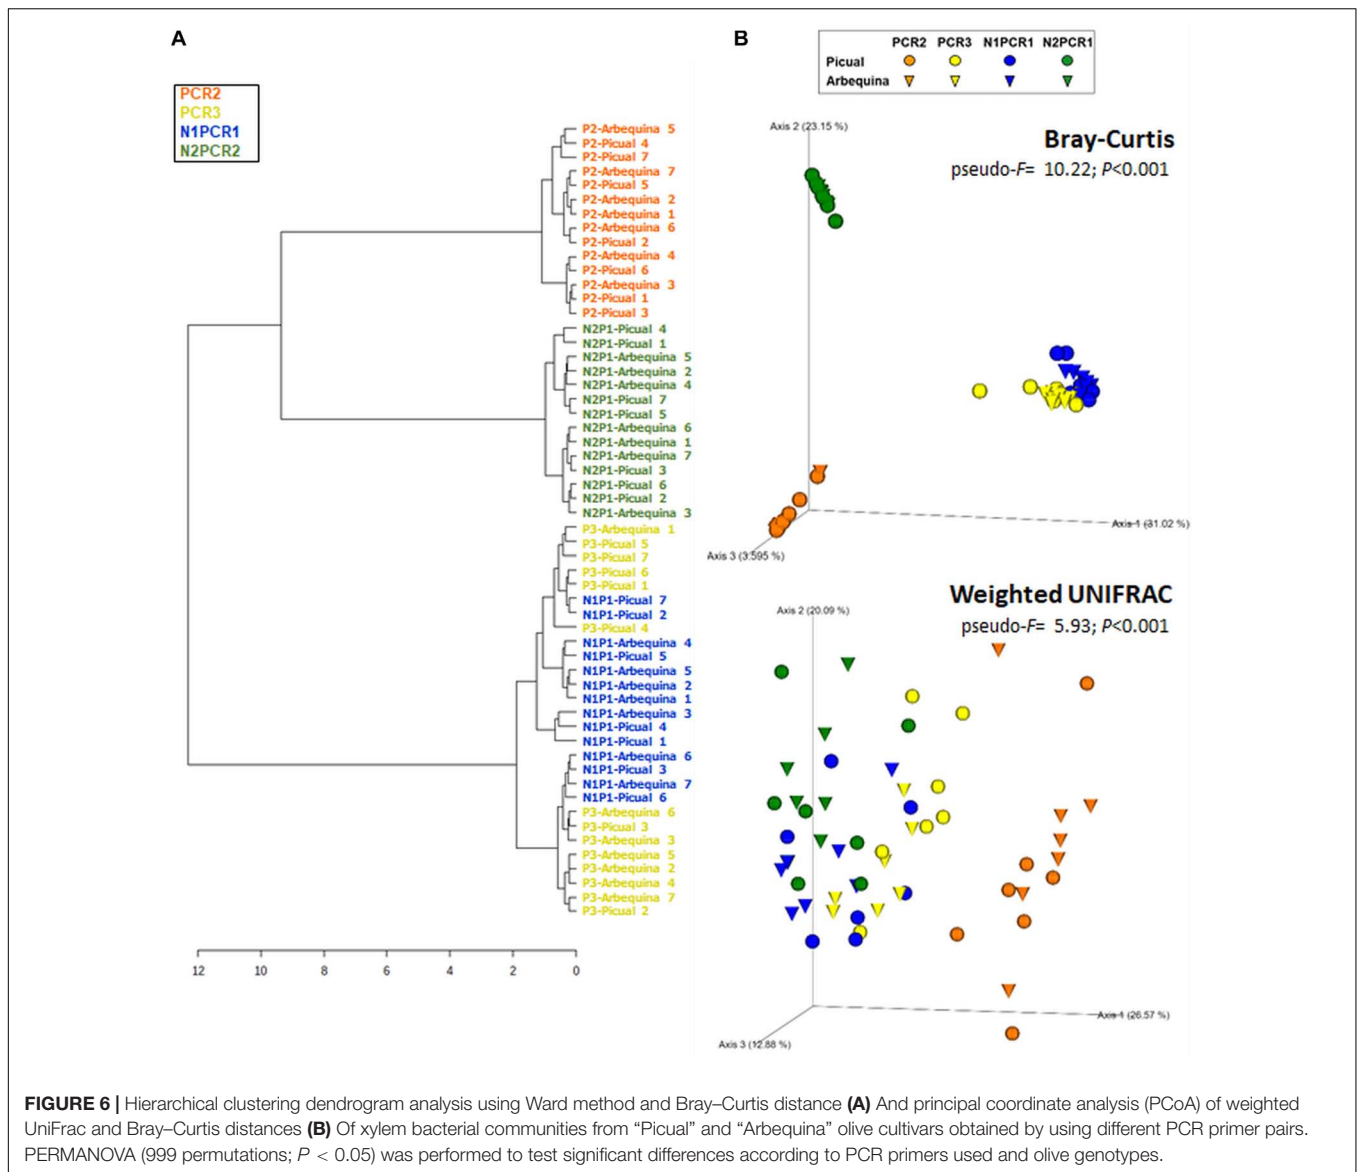 A
PCR2
PCR3
N1PCR1
N2PCR2
P2-Arbequina 5
P2-Picual 4
P2-Picual 7
P2-Arbequina 7
P2-Picual 5
P2-Arbequina 2
P2-Arbequina 1
P2-Arbequina 6
P2-Picual 2
P2-Arbequina 4
P2-Picual 6
P2-Arbequina 3
P2-Picual 1
P2-Picual 3
N2P1-Picual 4
N2P1-Picual 1
N2P1-Arbequina 5
N2P1-Arbequina 2
N2P1-Arbequina 4
N2P1-Picual 7
N2P1-Picual 5
N2P1-Arbequina 6
N2P1-Arbequina 1
N2P1-Arbequina 7
N2P1-Picual 3
N2P1-Picual 6
N2P1-Picual 2
N2P1-Arbequina 3
P3-Arbequina 1
P3-Picual 5
P3-Picual 7
P3-Picual 6
P3-Picual 1
N1P1-Picual 7
N1P1-Picual 2
P3-Picual 4
N1P1-Arbequina 4
N1P1-Picual 5
N1P1-Arbequina 5
N1P1-Arbequina 2
N1P1-Arbequina 1
N1P1-Arbequina 3
N1P1-Picual 4
N1P1-Picual 1
N1P1-Arbequina 6
N1P1-Picual 3
N1P1-Arbequina 7
N1P1-Picual 6
P3-Arbequina 6
P3-Picual 3
P3-Arbequina 3
P3-Arbequina 5
P3-Arbequina 2
P3-Arbequina 4
P3-Arbequina 7
P3-Picual 2
12 10 8 6 4 2 0
B
PCR2 PCR3 N1PCR1 N2PCR1
Picual
Arbequina
Axis 2 (23.15 %)
Bray-Curtis
pseudo-F= 10.22; P<0.001
Axis 1 (31.02 %)
Axis 3 (3.595 %)
Weighted UNIFRAC
pseudo-F= 5.93; P<0.001
Axis 2 (20.09 %)
Axis 1 (26.57 %)
Axis 3 (12.88 %)
FIGURE 6 | Hierarchical clustering dendrogram analysis using Ward method and Bray–Curtis distance (A) And principal coordinate analysis (PCoA) of weighted
UniFrac and Bray–Curtis distances (B) Of xylem bacterial communities from “Picual” and “Arbequina” olive cultivars obtained by using different PCR primer pairs.
PERMANOVA (999 permutations; P < 0.05) was performed to test significant differences according to PCR primers used and olive genotypes.